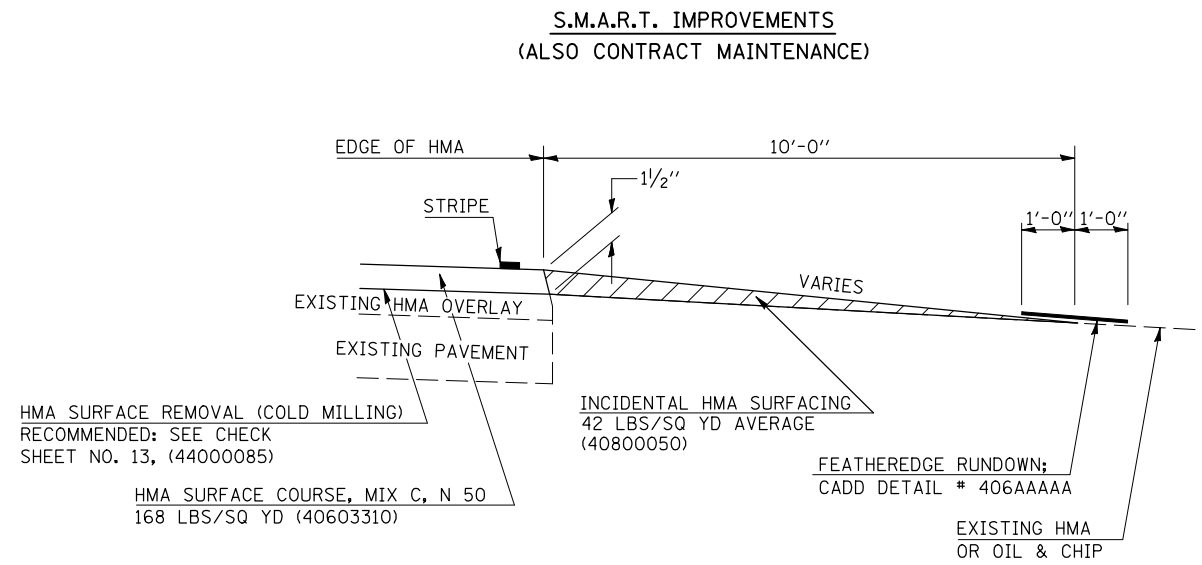 S.M.A.R.T. IMPROVEMENTS
(ALSO CONTRACT MAINTENANCE)
EDGE OF HMA
10'-0"
1 1/2"
STRIPE
1'-0"
1'-0"
VARIES
EXISTING HMA OVERLAY
EXISTING PAVEMENT
HMA SURFACE REMOVAL (COLD MILLING)
RECOMMENDED: SEE CHECK
SHEET NO. 13, (44000085)
HMA SURFACE COURSE, MIX C, N 50
168 LBS/SQ YD (40603310)
INCIDENTAL HMA SURFACING
42 LBS/SQ YD AVERAGE
(40800050)
FEATHEREDGE RUNDOWN;
CADD DETAIL # 406AAAAA
EXISTING HMA
OR OIL & CHIP